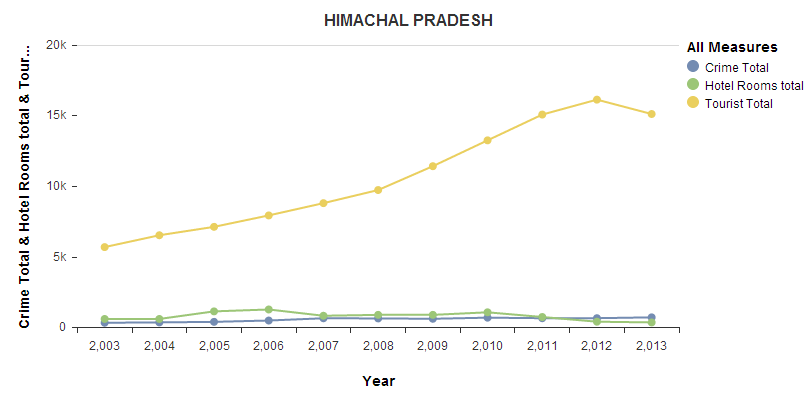 HIMACHAL PRADESH
Crime Total & Hotel Rooms total & Tour...
20k
15k
10k
5k
0
2,003 2,004 2,005 2,006 2,007 2,008 2,009 2,010 2,011 2,012 2,013
Year
All Measures
Crime Total
Hotel Rooms total
Tourist Total